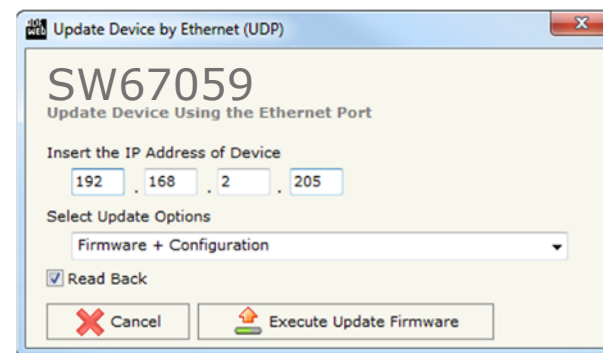 Update Device by Ethernet (UDP)
SW67059
Update Device Using the Ethernet Port
Insert the IP Address of Device
192 . 168 . 2 . 205
Select Update Options
Firmware + Configuration
Read Back
Cancel Execute Update Firmware